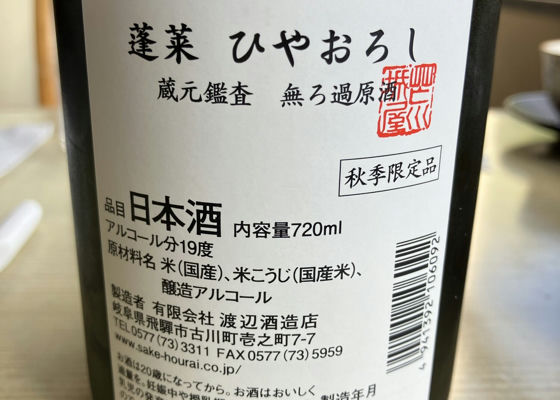 蓬莱 ひやおろし
蔵元鑑査 無ろ過原酒
秋季限定品
品目 日本酒 内容量720ml
アルコール分19度
原材料名 米(国産)、米こうじ(国産米)、
醸造アルコール
製造者 有限会社 渡辺酒造店
岐阜県飛騨市古川町壱之町7-7
TEL0577(73)3311 FAX0577(73)5959
http://www.sake-hourai.co.jp/
お酒は20歳になってから。お酒はおいしく
製造年月
4941392106092